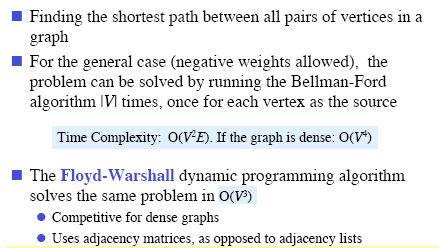 Finding the shortest path between all pairs of vertices in a
graph
For the general case (negative weights allowed), the
problem can be solved by running the Bellman-Ford
algorithm |V| times, once for each vertex as the source
Time Complexity: O(V²E). If the graph is dense: O(V⁴)
The Floyd-Warshall dynamic programming algorithm
solves the same problem in O(V³)
Competitive for dense graphs
Uses adjacency matrices, as opposed to adjacency lists